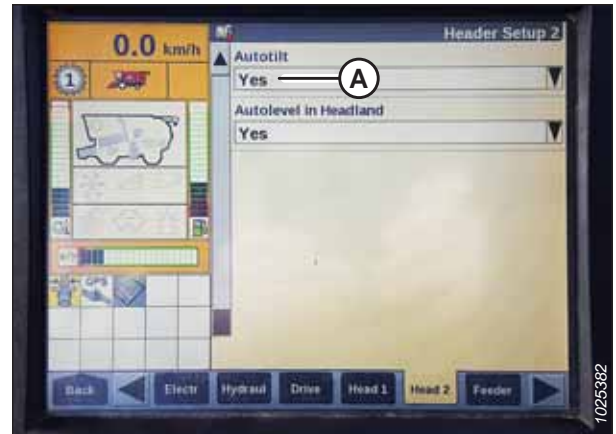 0.0 km/h
Header Setup 2
Autotilt
Yes
A
1
Autolevel in Headland
Yes
GPS
Back
Electr
Hydraul
Drive
Head 1
Head 2
Feeder
1025382